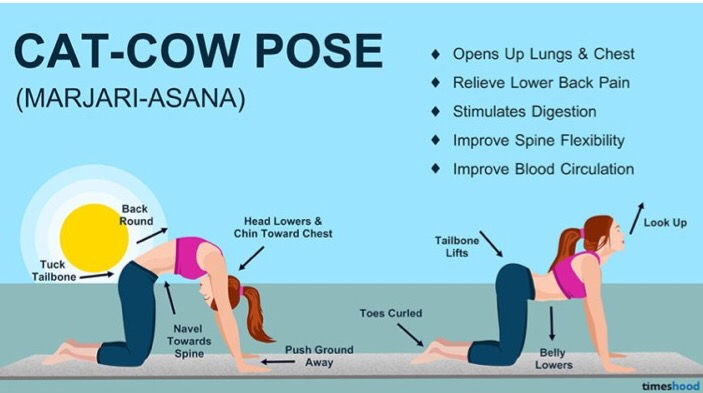 CAT-COW POSE
(MARJARI-ASANA)
♦ Opens Up Lungs & Chest
♦ Relieve Lower Back Pain
♦ Stimulates Digestion
♦ Improve Spine Flexibility
♦ Improve Blood Circulation
Back
Round
Head Lowers &
Chin Toward Chest
Tuck
Tailbone
Navel
Towards
Spine
Push Ground
Away
Look Up
Tailbone
Lifts
Toes Curled
Belly
Lowers
timeshood